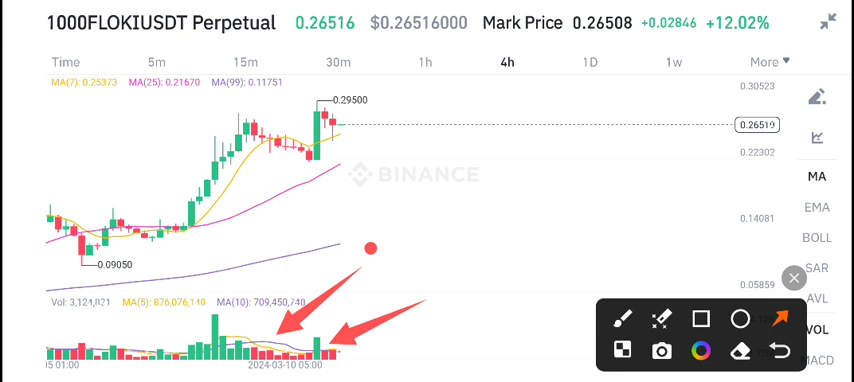 1000FLOKIUSDT Perpetual 0.26516 $0.26516000 Mark Price 0.26508 +0.02846 +12.02%
Time 5m 15m 30m 1h 4h 1D 1w More
MA(7): 0.25373 MA(25): 0.21670 MA(99): 0.11751
0.30523
0.29500
0.26519
0.22302
BINANCE
MA
EMA
0.14081
BOLL
0.09050
SAR
0.05859
AVL
Vol: 3,124,821 MA(5): 876,076,140 MA(10): 709,450,740
VOL
MACD
05 01:00 2024-03-10 05:00